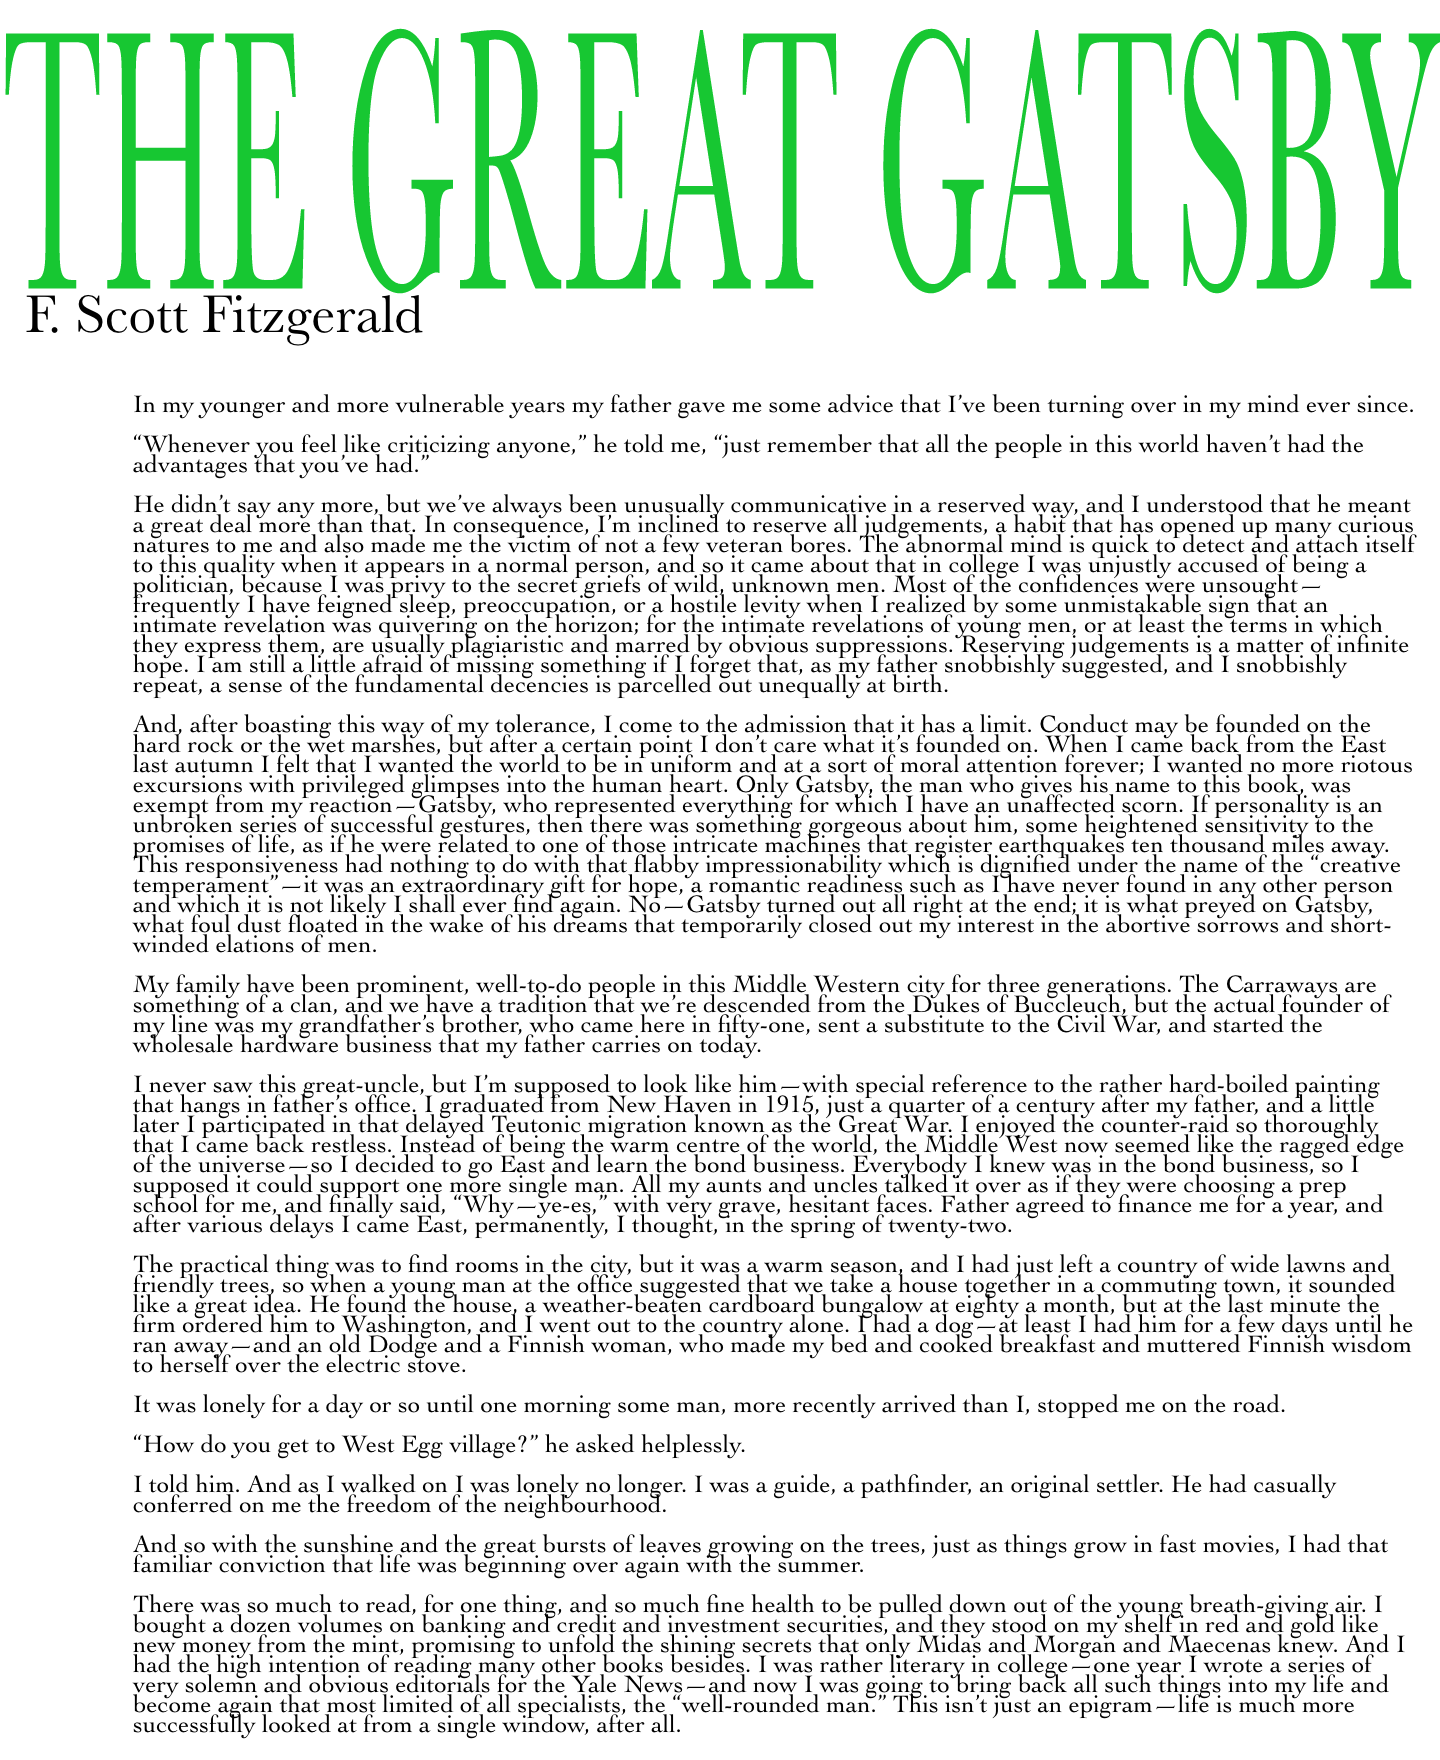 THE GREAT GATSBY
F. Scott Fitzgerald
In my younger and more vulnerable years my father gave me some advice that I’ve been turning over in my mind ever since.
“Whenever you feel like criticizing anyone,” he told me, “just remember that all the people in this world haven’t had the
advantages that you’ve had.”
He didn’t say any more, but we’ve always been unusually communicative in a reserved way, and I understood that he meant
a great deal more than that. In consequence, I’m inclined to reserve all judgements, a habit that has opened up many curious
natures to me and also made me the victim of not a few veteran bores. The abnormal mind is quick to detect and attach itself
to this quality when it appears in a normal person, and so it came about that in college I was unjustly accused of being a
politician, because I was privy to the secret griefs of wild, unknown men. Most of the confidences were unsought—
frequently I have feigned sleep, preoccupation, or a hostile levity when I realized by some unmistakable sign that an
intimate revelation was quivering on the horizon; for the intimate revelations of young men, or at least the terms in which
they express them, are usually plagiaristic and marred by obvious suppressions. Reserving judgements is a matter of infinite
hope. I am still a little afraid of missing something if I forget that, as my father snobbishly suggested, and I snobbishly
repeat, a sense of the fundamental decencies is parcelled out unequally at birth.
And, after boasting this way of my tolerance, I come to the admission that it has a limit. Conduct may be founded on the
hard rock or the wet marshes, but after a certain point I don’t care what it’s founded on. When I came back from the East
last autumn I felt that I wanted the world to be in uniform and at a sort of moral attention forever; I wanted no more riotous
excursions with privileged glimpses into the human heart. Only Gatsby, the man who gives his name to this book, was
exempt from my reaction—Gatsby, who represented everything for which I have an unaffected scorn. If personality is an
unbroken series of successful gestures, then there was something gorgeous about him, some heightened sensitivity to the
promises of life, as if he were related to one of those intricate machines that register earthquakes ten thousand miles away.
This responsiveness had nothing to do with that flabby impressionability which is dignified under the name of the “creative
temperament”—it was an extraordinary gift for hope, a romantic readiness such as I have never found in any other person
and which it is not likely I shall ever find again. No—Gatsby turned out all right at the end; it is what preyed on Gatsby,
what foul dust floated in the wake of his dreams that temporarily closed out my interest in the abortive sorrows and short-
winded elations of men.
My family have been prominent, well-to-do people in this Middle Western city for three generations. The Carraways are
something of a clan, and we have a tradition that we’re descended from the Dukes of Buccleuch, but the actual founder of
my line was my grandfather’s brother, who came here in fifty-one, sent a substitute to the Civil War, and started the
wholesale hardware business that my father carries on today.
I never saw this great-uncle, but I’m supposed to look like him—with special reference to the rather hard-boiled painting
that hangs in father’s office. I graduated from New Haven in 1915, just a quarter of a century after my father, and a little
later I participated in that delayed Teutonic migration known as the Great War. I enjoyed the counter-raid so thoroughly
that I came back restless. Instead of being the warm centre of the world, the Middle West now seemed like the ragged edge
of the universe—so I decided to go East and learn the bond business. Everybody I knew was in the bond business, so I
supposed it could support one more single man. All my aunts and uncles talked it over as if they were choosing a prep
school for me, and finally said, “Why—ye-es,” with very grave, hesitant faces. Father agreed to finance me for a year, and
after various delays I came East, permanently, I thought, in the spring of twenty-two.
The practical thing was to find rooms in the city, but it was a warm season, and I had just left a country of wide lawns and
friendly trees, so when a young man at the office suggested that we take a house together in a commuting town, it sounded
like a great idea. He found the house, a weather-beaten cardboard bungalow at eighty a month, but at the last minute the
firm ordered him to Washington, and I went out to the country alone. I had a dog—at least I had him for a few days until he
ran away—and an old Dodge and a Finnish woman, who made my bed and cooked breakfast and muttered Finnish wisdom
to herself over the electric stove.
It was lonely for a day or so until one morning some man, more recently arrived than I, stopped me on the road.
“How do you get to West Egg village?” he asked helplessly.
I told him. And as I walked on I was lonely no longer. I was a guide, a pathfinder, an original settler. He had casually
conferred on me the freedom of the neighbourhood.
And so with the sunshine and the great bursts of leaves growing on the trees, just as things grow in fast movies, I had that
familiar conviction that life was beginning over again with the summer.
There was so much to read, for one thing, and so much fine health to be pulled down out of the young breath-giving air. I
bought a dozen volumes on banking and credit and investment securities, and they stood on my shelf in red and gold like
new money from the mint, promising to unfold the shining secrets that only Midas and Morgan and Maecenas knew. And I
had the high intention of reading many other books besides. I was rather literary in college—one year I wrote a series of
very solemn and obvious editorials for the Yale News—and now I was going to bring back all such things into my life and
become again that most limited of all specialists, the “well-rounded man.” This isn’t just an epigram—life is much more
successfully looked at from a single window, after all.